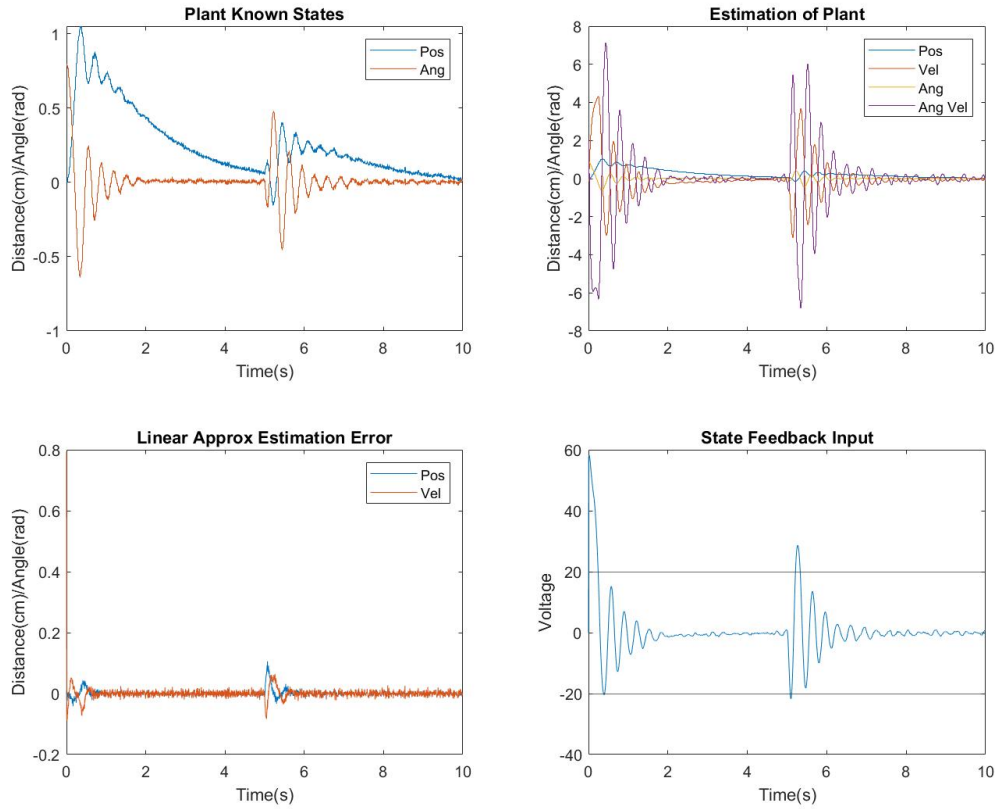 Plant Known States
Pos
Ang
Distance(cm)/Angle(rad)
1
0.5
0
-0.5
-1
0 2 4 6 8 10
Time(s)
Estimation of Plant
Pos
Vel
Ang
Ang Vel
Distance(cm)/Angle(rad)
8
6
4
2
0
-2
-4
-6
-8
0 2 4 6 8 10
Time(s)
Linear Approx Estimation Error
Pos
Vel
Distance(cm)/Angle(rad)
0.8
0.6
0.4
0.2
0
-0.2
0 2 4 6 8 10
Time(s)
State Feedback Input
Voltage
60
40
20
0
-20
-40
0 2 4 6 8 10
Time(s)